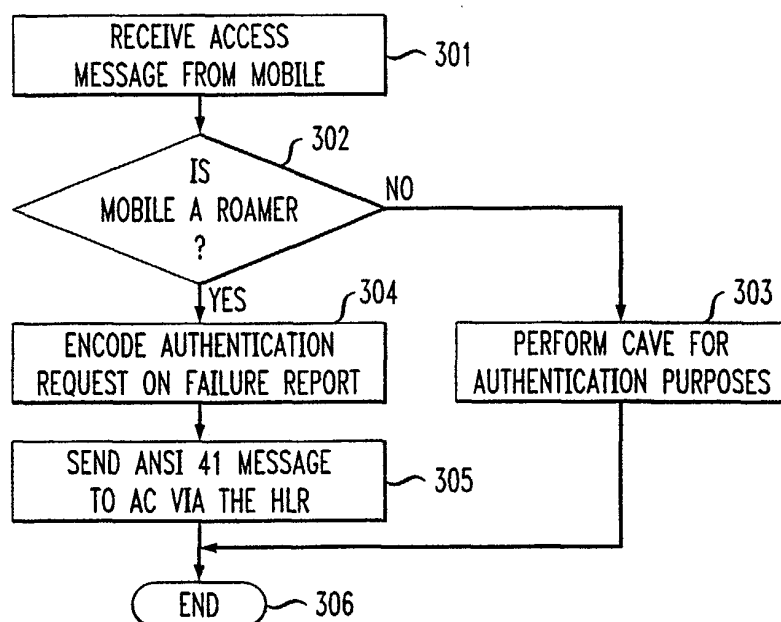 RECEIVE ACCESS
MESSAGE FROM MOBILE
301
302
IS
MOBILE A ROAMER
?
NO
YES
304
ENCODE AUTHENTICATION
REQUEST ON FAILURE REPORT
303
PERFORM CAVE FOR
AUTHENTICATION PURPOSES
SEND ANSI 41 MESSAGE
TO AC VIA THE HLR
305
END
306